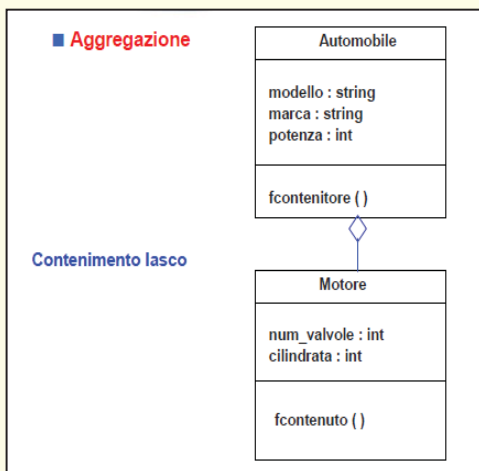 Aggregazione
Automobile
modello : string
marca : string
potenza : int
fcontenitore ( )
Contenimento lasco
Motore
num_valvole : int
cilindrata : int
fcontenuto ( )